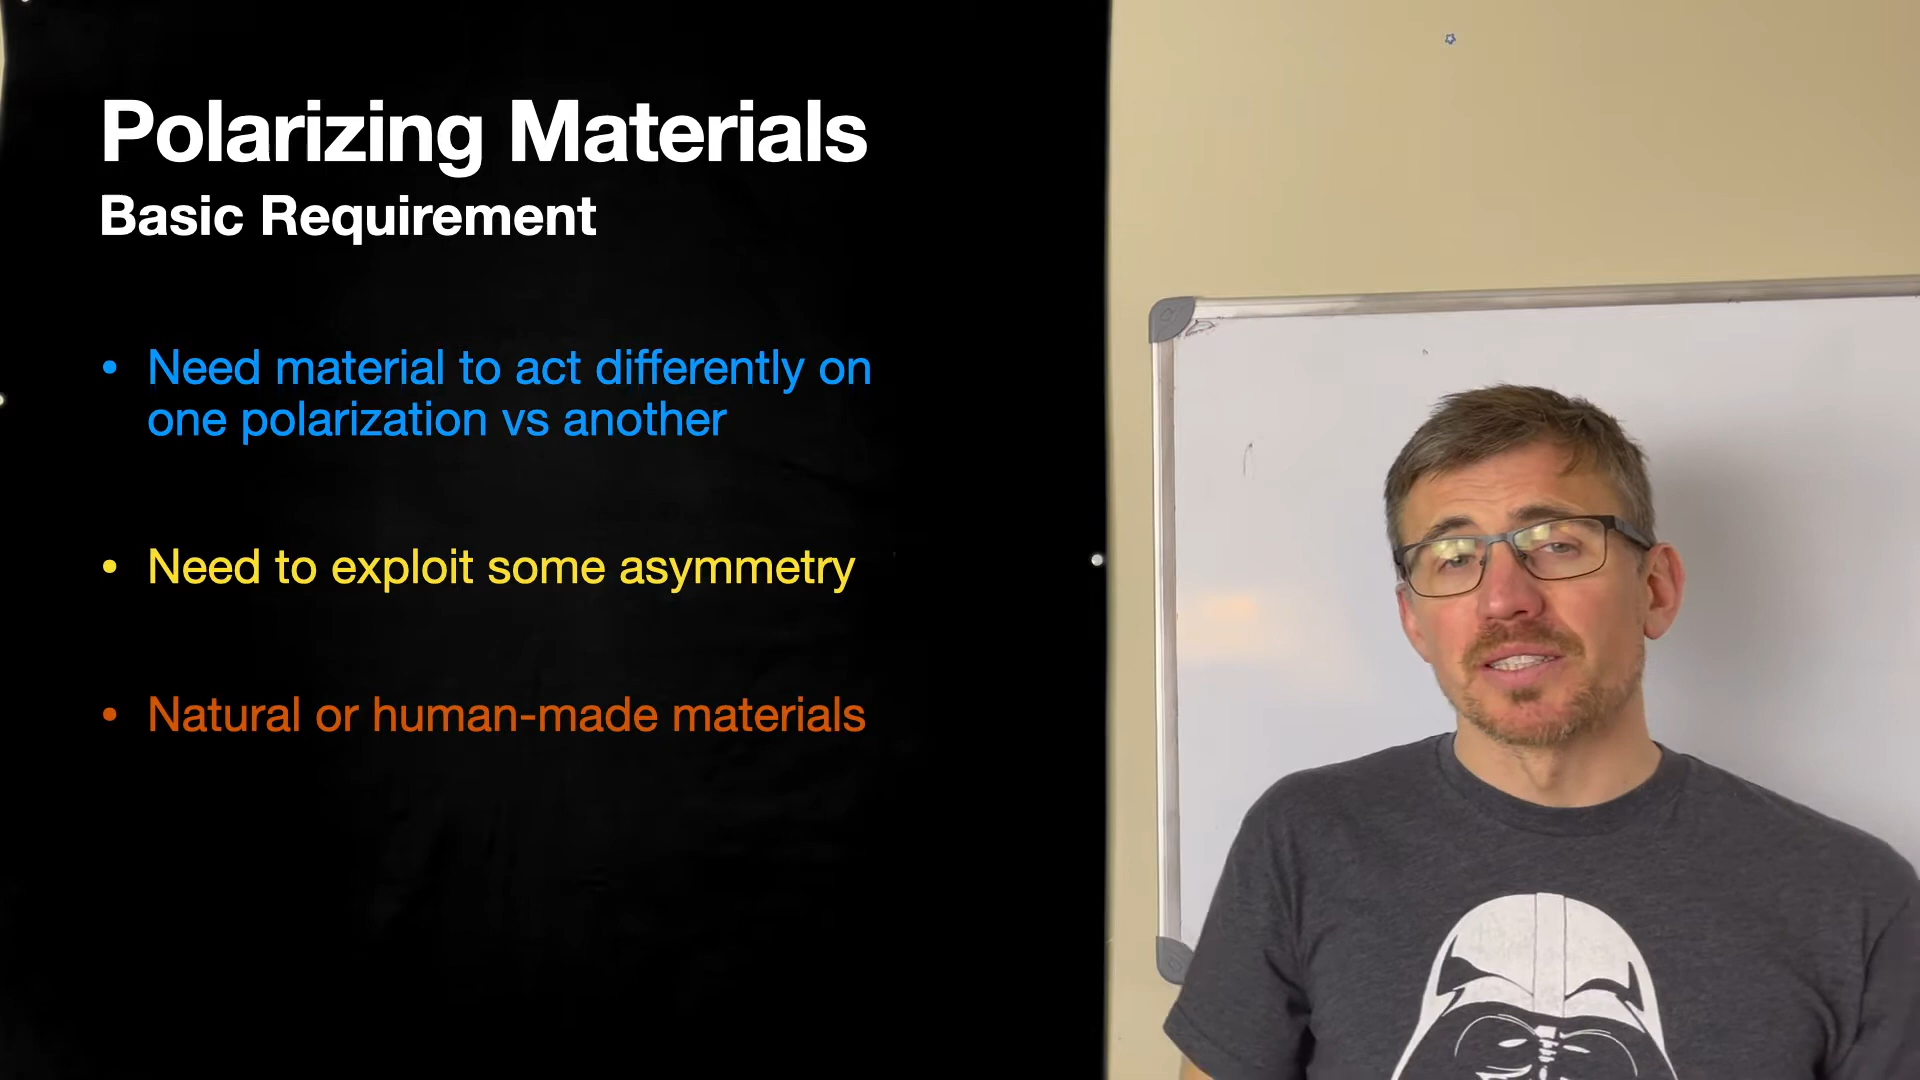 Polarizing Materials
Basic Requirement
• Need material to act differently on
one polarization vs another
• Need to exploit some asymmetry
• Natural or human-made materials